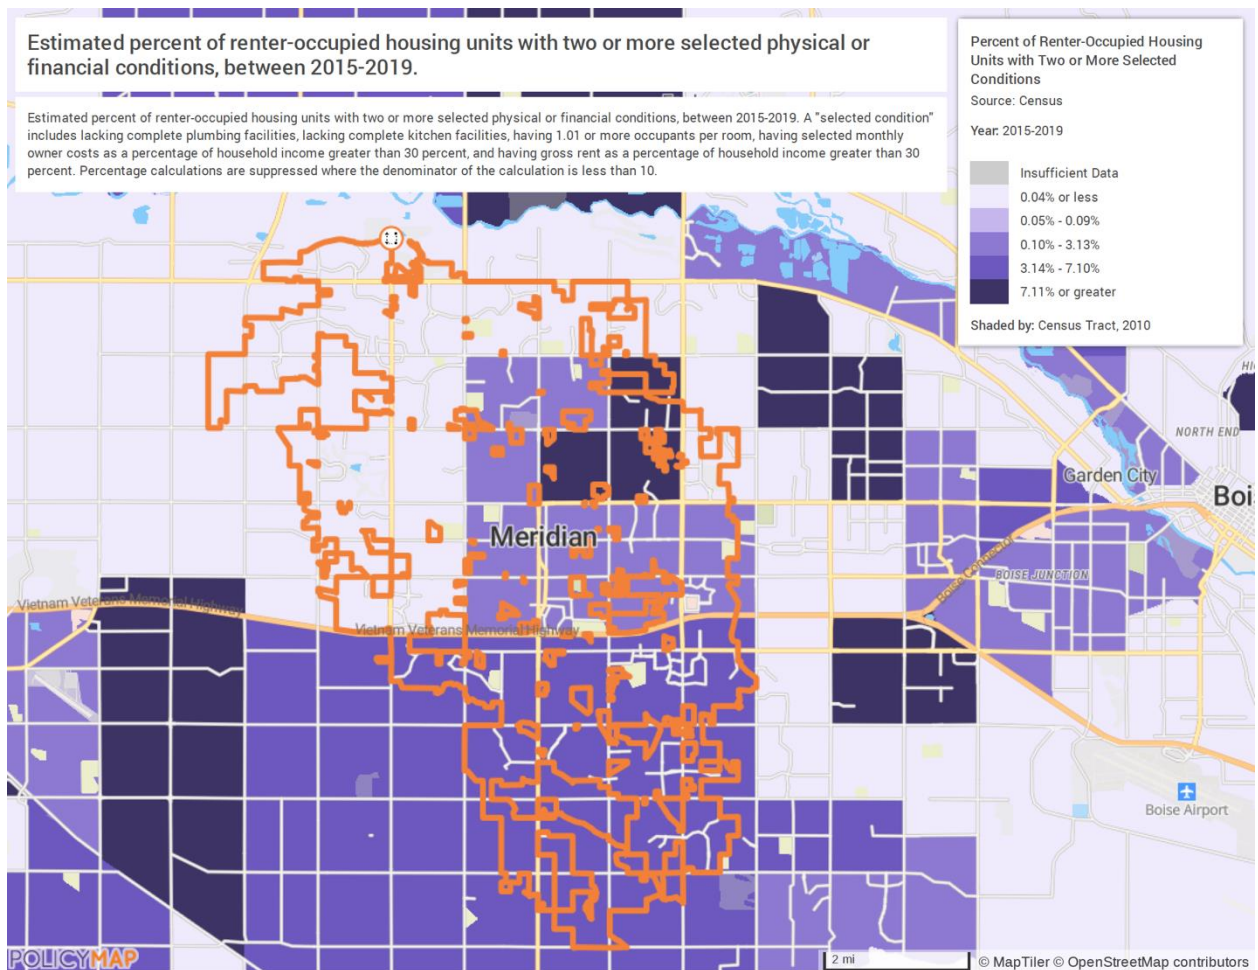 Estimated percent of renter-occupied housing units with two or more selected physical or
financial conditions, between 2015-2019.
Estimated percent of renter-occupied housing units with two or more selected physical or financial conditions, between 2015-2019. A "selected condition"
includes lacking complete plumbing facilities, lacking complete kitchen facilities, having 1.01 or more occupants per room, having selected monthly
owner costs as a percentage of household income greater than 30 percent, and having gross rent as a percentage of household income greater than 30
percent. Percentage calculations are suppressed where the denominator of the calculation is less than 10.
Percent of Renter-Occupied Housing
Units with Two or More Selected
Conditions
Source: Census
Year: 2015-2019
Insufficient Data
0.04% or less
0.05% - 0.09%
0.10% - 3.13%
3.14% - 7.10%
7.11% or greater
Shaded by: Census Tract, 2010
HI
NORTH END
Garden City
Boi
Meridian
Boise Connector
BOISE JUNCTION
Vietnam Veterans Memorial Highway
Vietnam Veterans Memorial Highway
Boise Airport
POLICYMAP
2 mi
© MapTiler © OpenStreetMap contributors